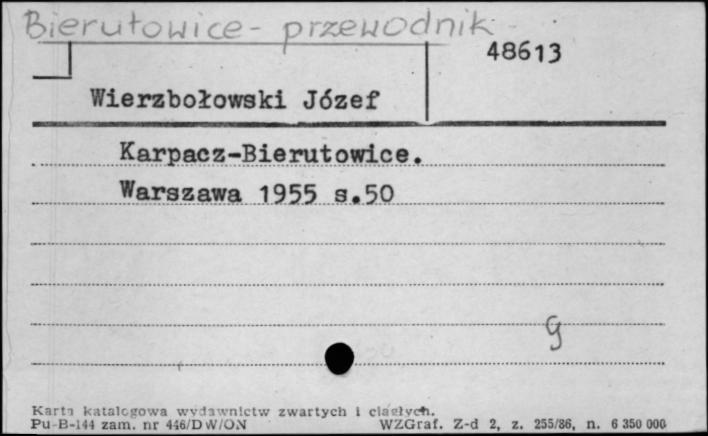 Bierutowice - przewodnik
48613
Wierzbołowski Józef
Karpacz-Bierutowice.
Warszawa 1955 s.50
g
Karta katalogowa wydawnictw zwartych i ciągłych.
Pu-B-144 zam. nr 446/DW/ON WZGraf. Z-d 2, z. 255/86, n. 6 350 000